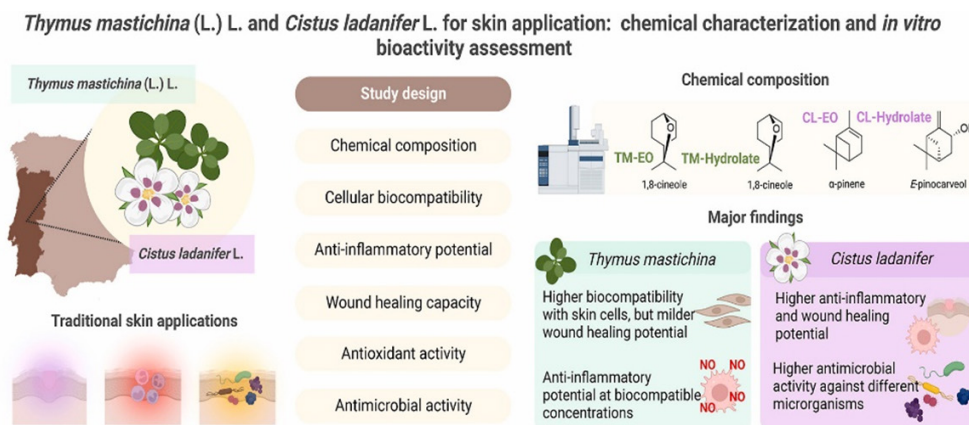 Thymus mastichina (L.) L. and Cistus ladanifer L. for skin application: chemical characterization and in vitro
bioactivity assessment
Thymus mastichina (L.) L.
Cistus ladanifer L.
Traditional skin applications
Study design
Chemical composition
Cellular biocompatibility
Anti-inflammatory potential
Wound healing capacity
Antioxidant activity
Antimicrobial activity
Chemical composition
TM-EO
1,8-cineole
TM-Hydrolate
1,8-cineole
CL-EO
α-pinene
CL-Hydrolate
E-pinocarveol
Major findings
Thymus mastichina
Higher biocompatibility
with skin cells, but milder
wound healing potential
Anti-inflammatory
potential at biocompatible
concentrations
NO NO
NO NO
Cistus ladanifer
Higher anti-inflammatory
and wound healing
potential
Higher antimicrobial
activity against different
microorganisms